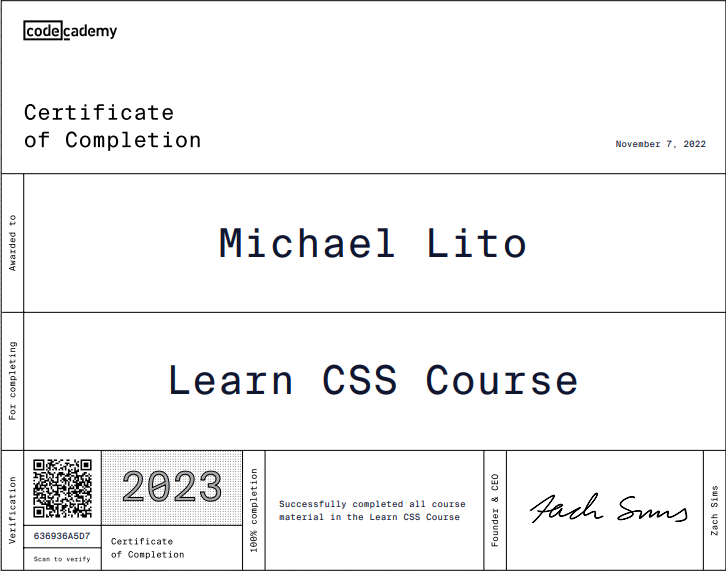 codecademy
Certificate
of Completion
November 7, 2022
Awarded to
Michael Lito
For completing
Learn CSS Course
Verification
636936A5D7
Scan to verify
2023
Certificate
of Completion
100% completion
Successfully completed all course
material in the Learn CSS Course
Founder & CEO
Zach Sims
Zach Sims